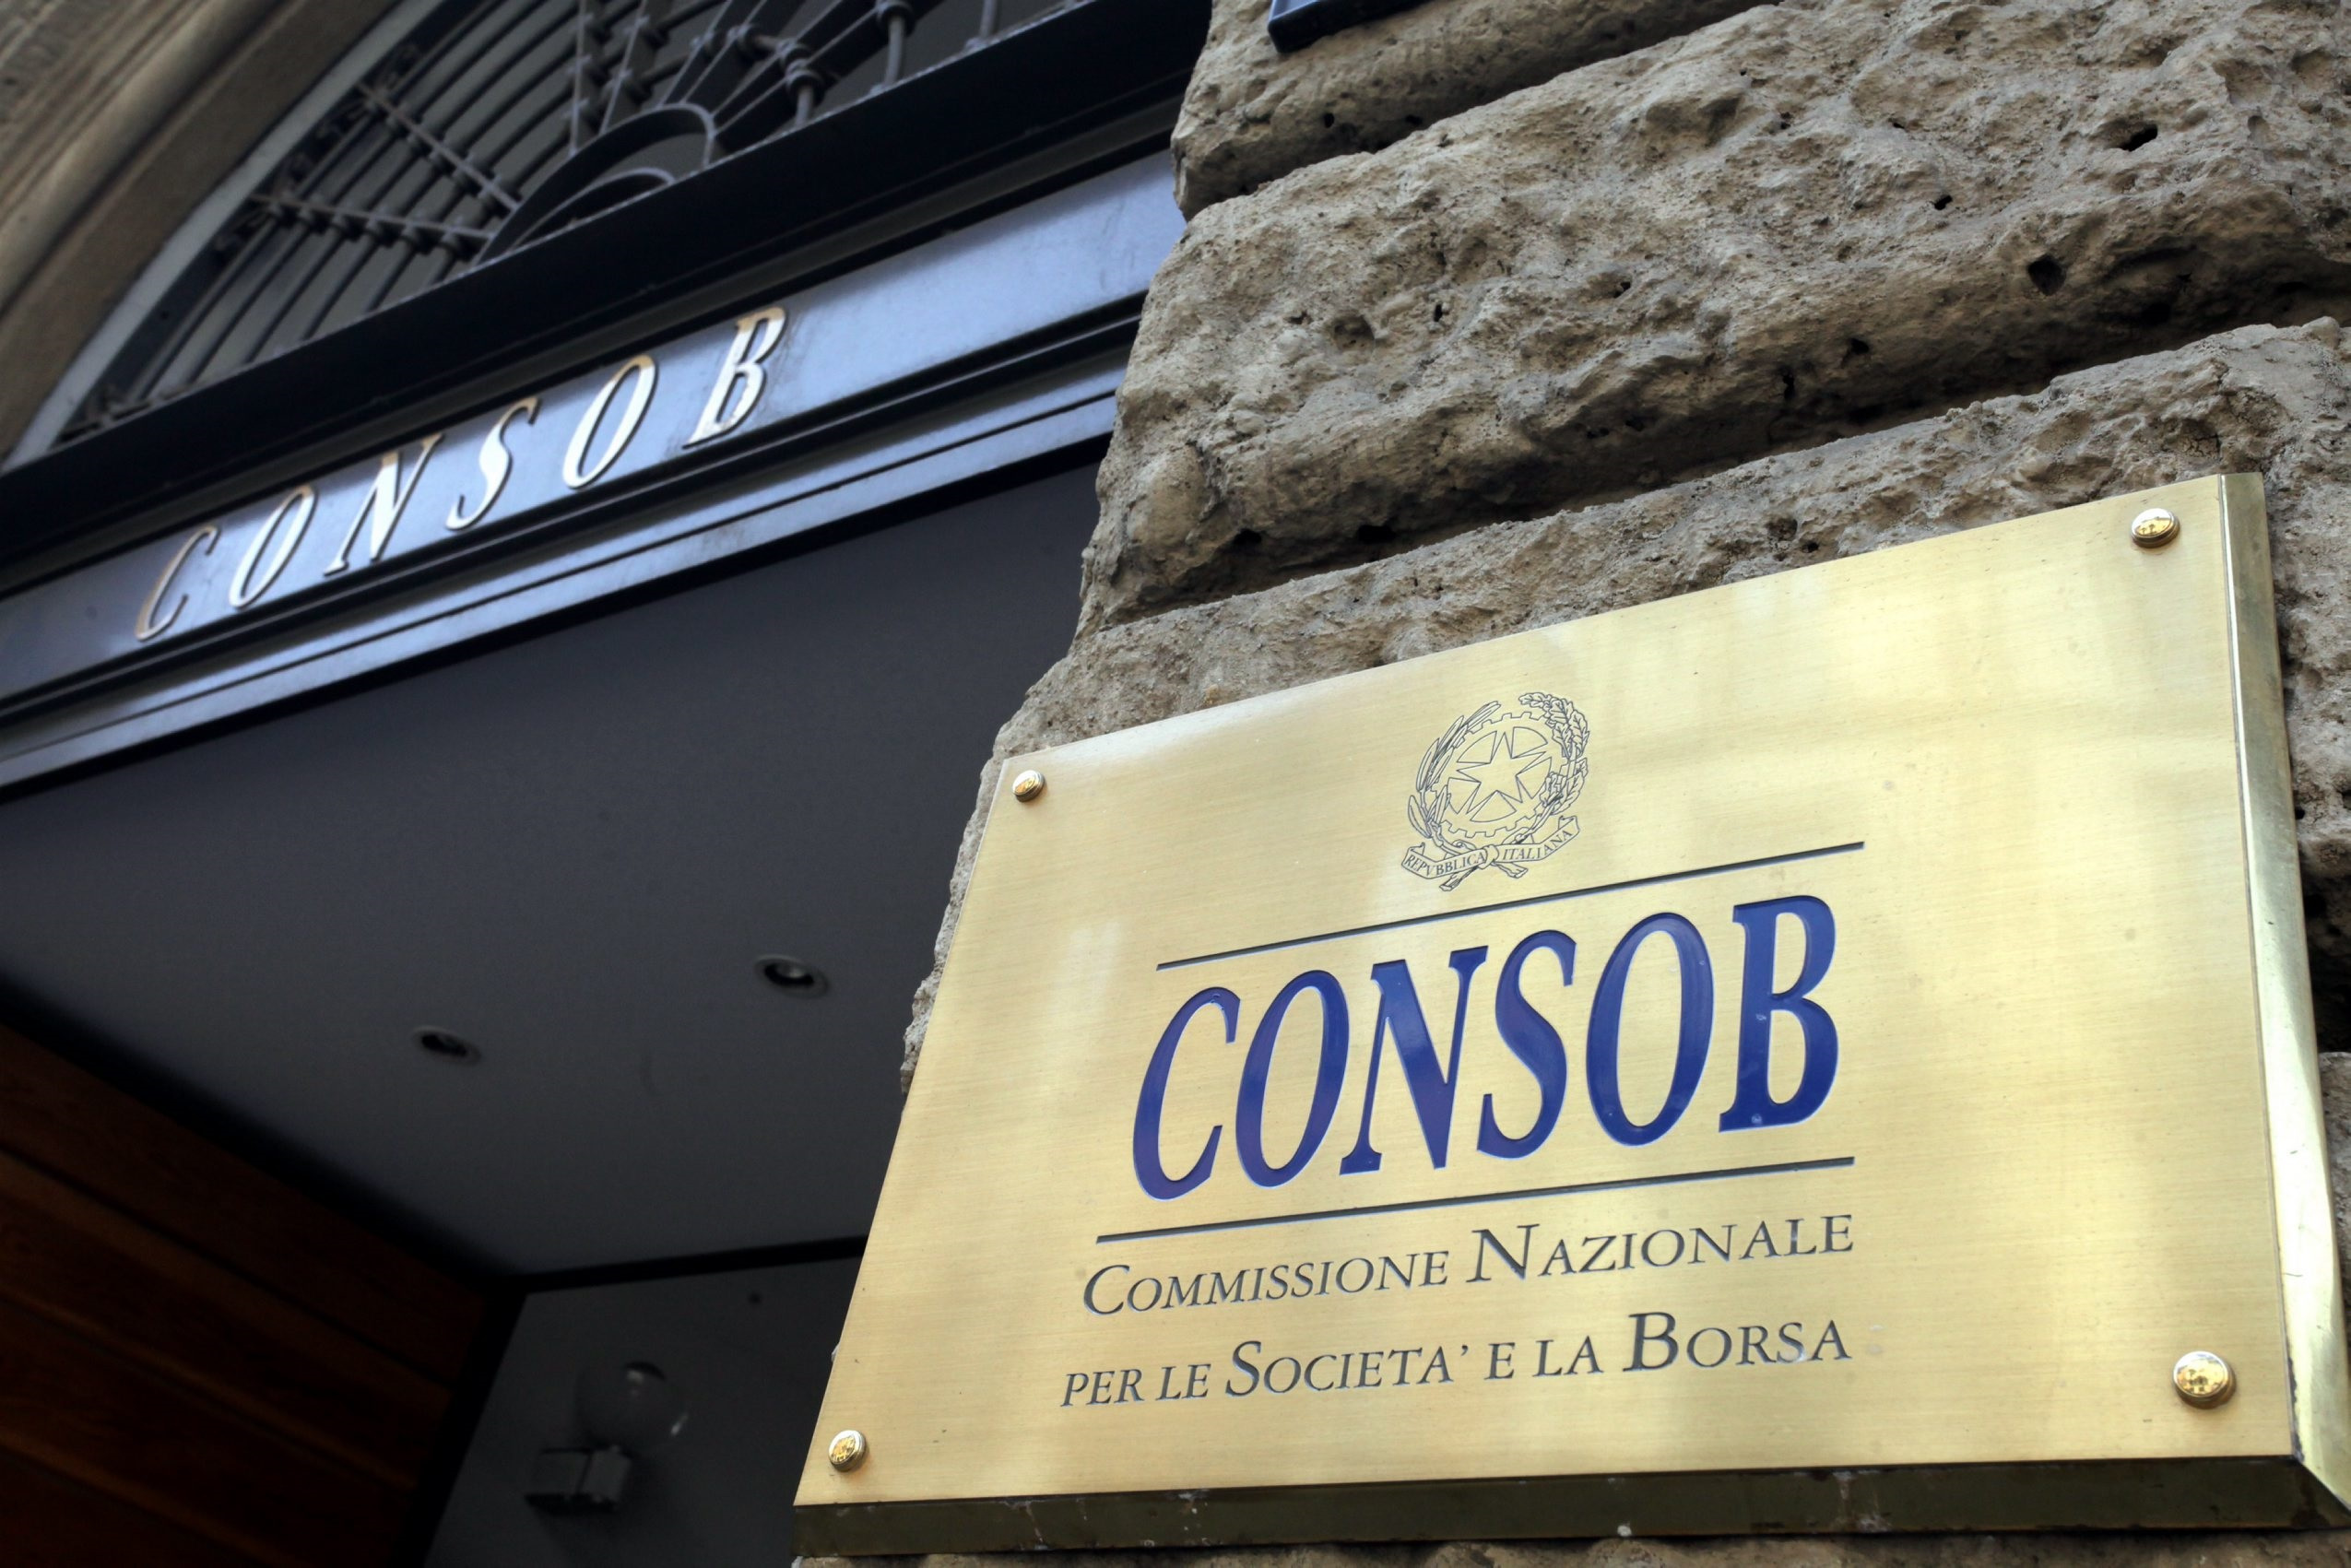 CONSOB
REPVBBLICA ITALIANA
CONSOB
COMMISSIONE NAZIONALE
PER LE SOCIETA' E LA BORSA